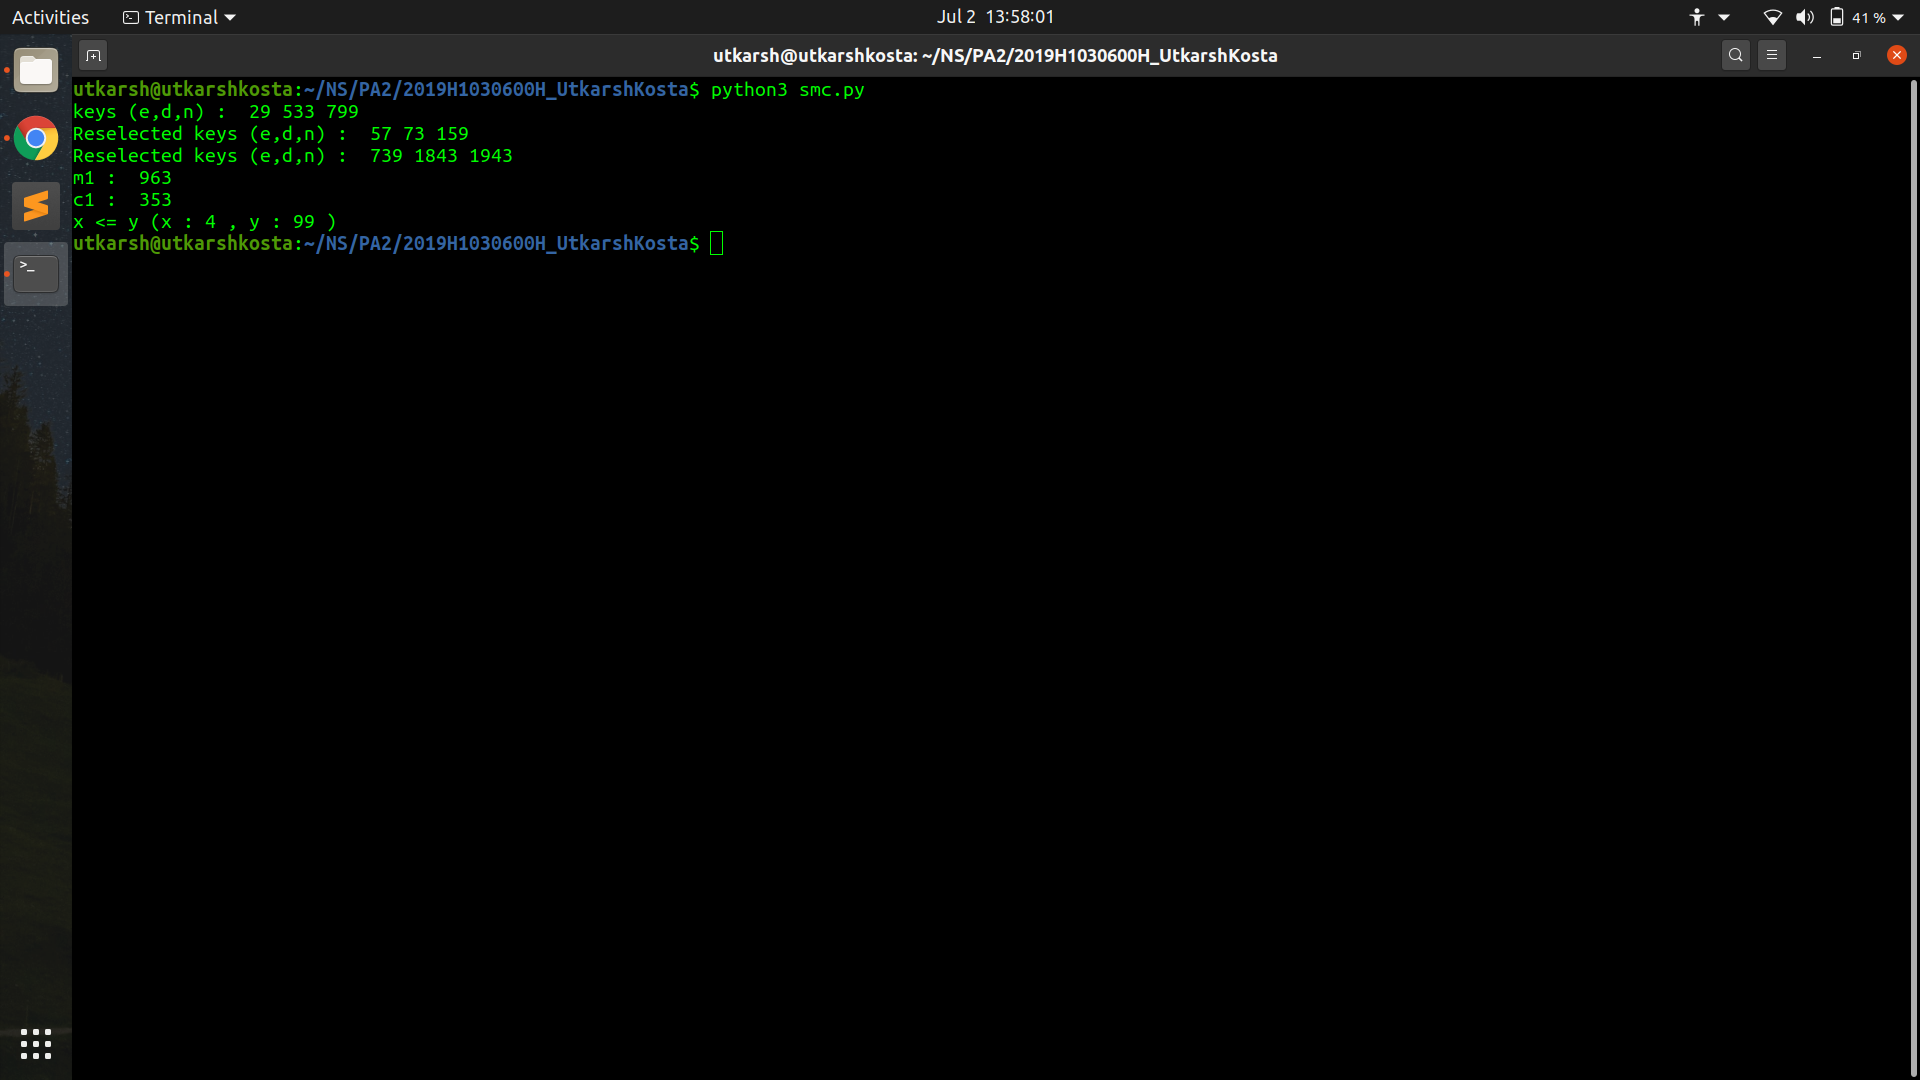 Activities Terminal Jul 2 13:58:01 41 %
utkarsh@utkarshkosta: ~/NS/PA2/2019H1030600H_UtkarshKosta
utkarsh@utkarshkosta:~/NS/PA2/2019H1030600H_UtkarshKosta$ python3 smc.py
keys (e,d,n) :  29 533 799
Reselected keys (e,d,n) :  57 73 159
Reselected keys (e,d,n) :  739 1843 1943
m1 :  963
c1 :  353
x <= y (x : 4 , y : 99 )
utkarsh@utkarshkosta:~/NS/PA2/2019H1030600H_UtkarshKosta$
>_